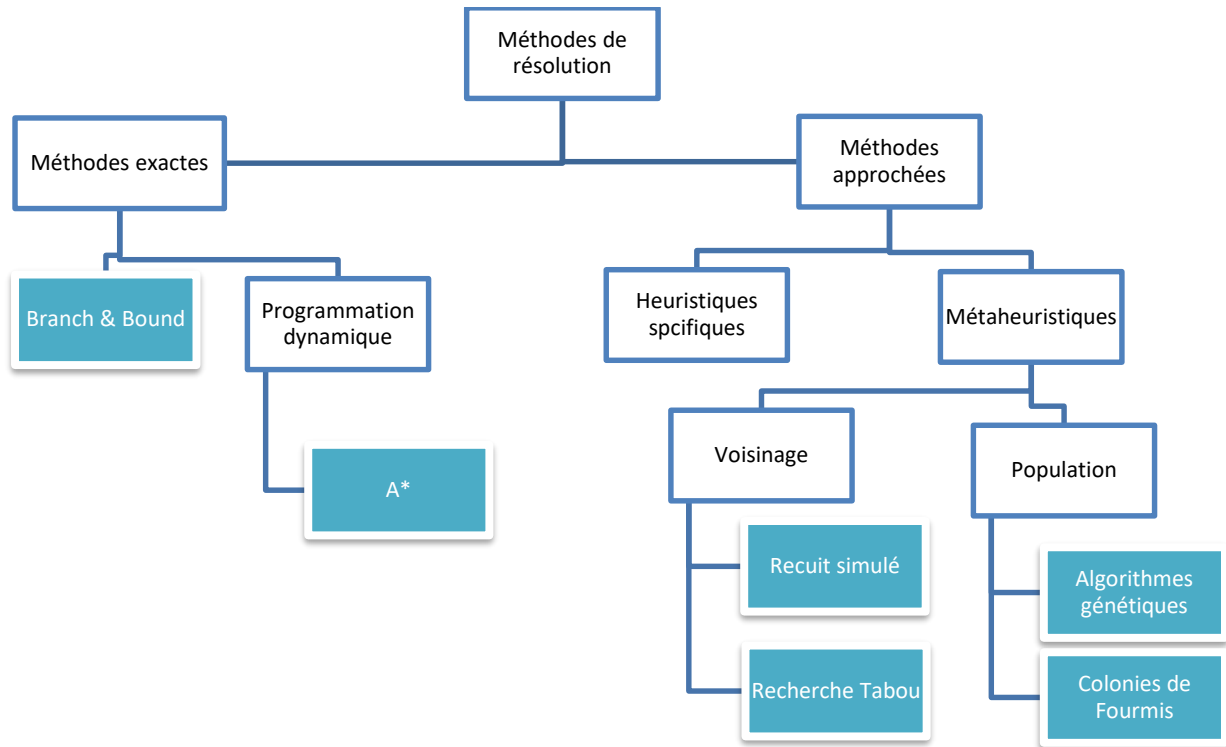 Méthodes de
résolution
Méthodes exactes
Méthodes
approchées
Branch & Bound
Programmation
dynamique
Heuristiques
spcifiques
Métaheuristiques
A*
Voisinage
Population
Recuit simulé
Algorithmes
génétiques
Recherche Tabou
Colonies de
Fourmis